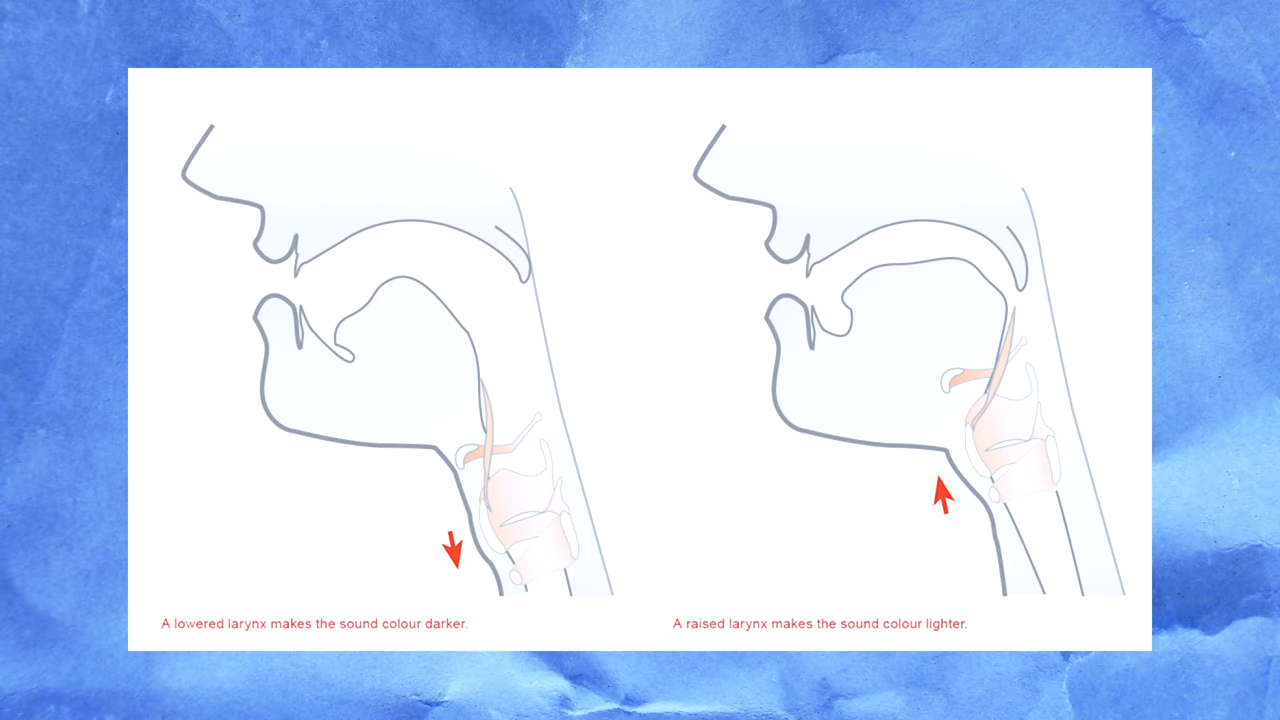 A lowered larynx makes the sound colour darker.
A raised larynx makes the sound colour lighter.